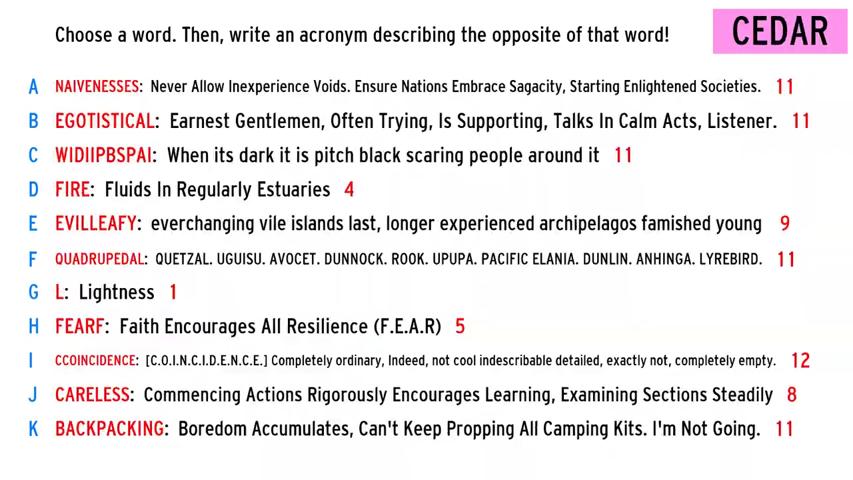 Choose a word. Then, write an acronym describing the opposite of that word!
CEDAR
A NAIVENESSES: Never Allow Inexperience Voids. Ensure Nations Embrace Sagacity, Starting Enlightened Societies. 11
B EGOTISTICAL: Earnest Gentlemen, Often Trying, Is Supporting, Talks In Calm Acts, Listener. 11
C WIDIIPBSPAI: When its dark it is pitch black scaring people around it 11
D FIRE: Fluids In Regularly Estuaries 4
E EVILLEAFY: everchanging vile islands last, longer experienced archipelagos famished young 9
F QUADRUPEDAL: QUETZAL. UGUISU. AVOCET. DUNNOCK. ROOK. UPUPA. PACIFIC ELANIA. DUNLIN. ANHINGA. LYREBIRD. 11
G L: Lightness 1
H FEARF: Faith Encourages All Resilience (F.E.A.R) 5
I CCOINCIDENCE: [C.O.I.N.C.I.D.E.N.C.E.] Completely ordinary, Indeed, not cool indescribable detailed, exactly not, completely empty. 12
J CARELESS: Commencing Actions Rigorously Encourages Learning, Examining Sections Steadily 8
K BACKPACKING: Boredom Accumulates, Can't Keep Propping All Camping Kits. I'm Not Going. 11